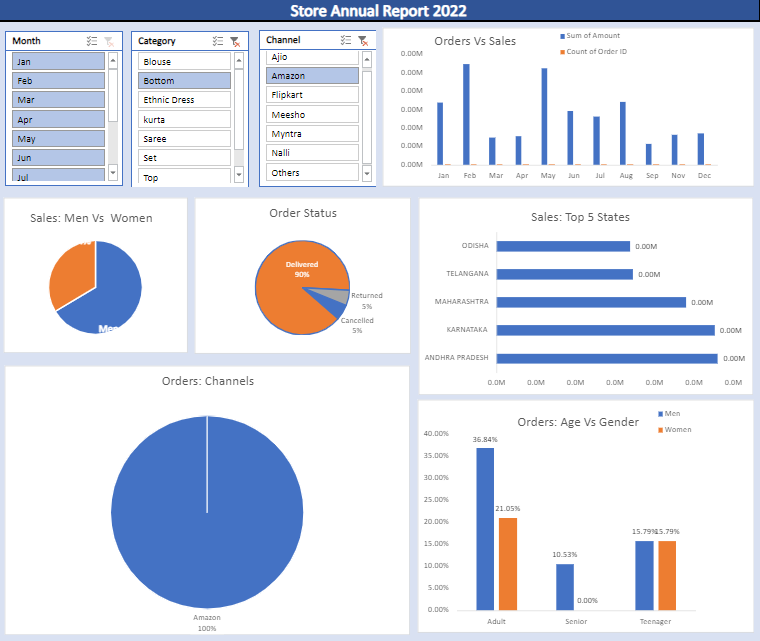 Store Annual Report 2022
Month
Jan
Feb
Mar
Apr
May
Jun
Jul
Category
Blouse
Bottom
Ethnic Dress
kurta
Saree
Set
Top
Channel
Ajio
Amazon
Flipkart
Meesho
Myntra
Nalli
Others
Orders Vs Sales
Sum of Amount
Count of Order ID
0.00M
0.00M
0.00M
0.00M
0.00M
0.00M
0.00M
Jan Feb Mar Apr May Jun Jul Aug Sep Nov Dec
Sales: Men Vs Women
Order Status
Delivered
90%
Returned
5%
Cancelled
5%
Sales: Top 5 States
ODISHA 0.00M
TELANGANA 0.00M
MAHARASHTRA 0.00M
KARNATAKA 0.00M
ANDHRA PRADESH 0.00M
0.0M 0.0M 0.0M 0.0M 0.0M 0.0M 0.0M
Orders: Channels
Amazon
100%
Orders: Age Vs Gender
Men
Women
40.00%
35.00%
30.00%
25.00%
20.00%
15.00%
10.00%
5.00%
0.00%
36.84%
21.05%
10.53%
0.00%
15.79% 15.79%
Adult Senior Teenager